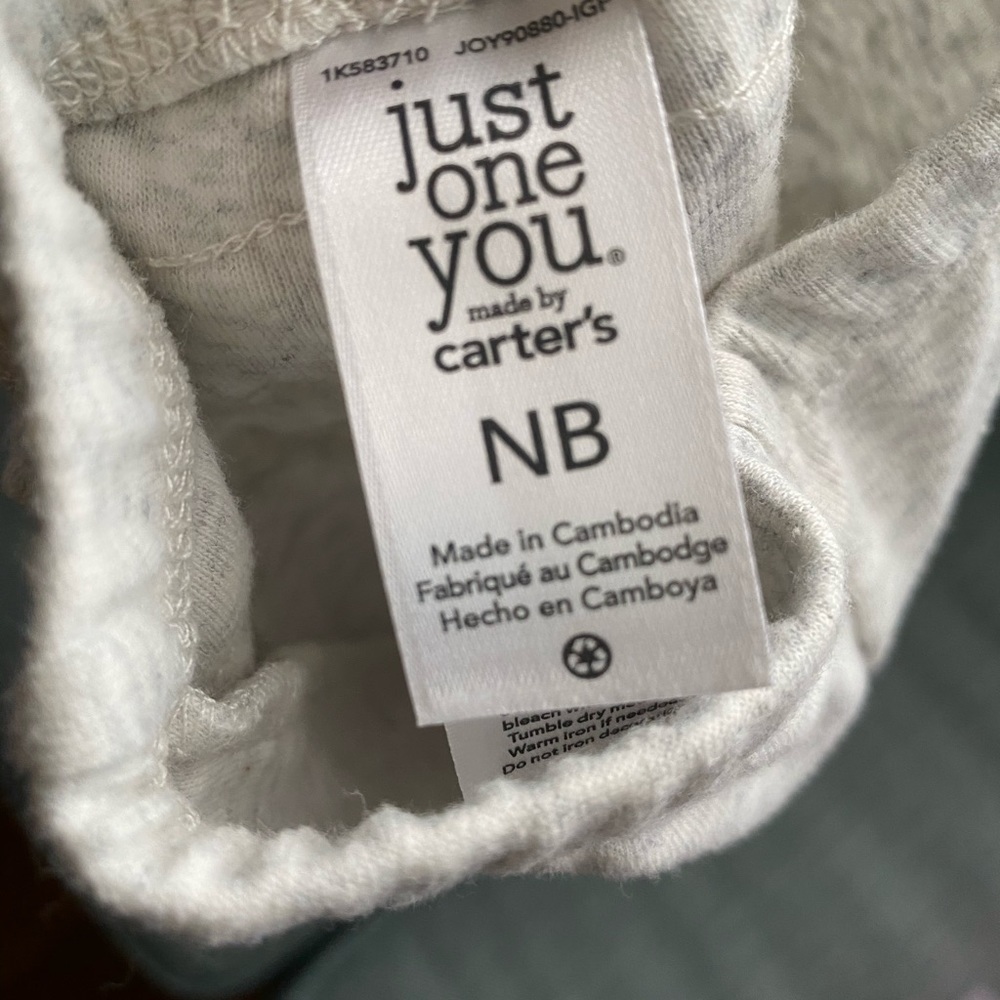 1K583710 JOY90880-IGP
just
one
you®
made by
carter's
NB
Made in Cambodia
Fabriqué au Cambodge
Hecho en Camboya
bleach
Tumble dry
Warm iron if needed
Do not iron